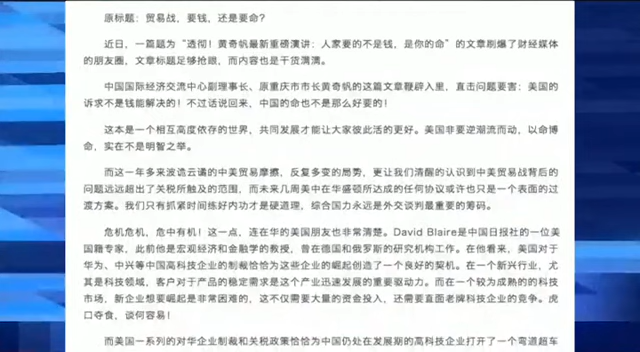 原标题：贸易战，要钱，还是要命？
近日，一篇题为“透彻！黄奇帆最新重磅演讲：人家要的不是钱，是你的命”的文章刷爆了财经媒体
的朋友圈，文章标题足够抢眼，而内容也是干货满满。
中国国际经济交流中心副理事长、原重庆市市长黄奇帆的这篇文章鞭辟入里，直击问题要害：美国的
诉求不是钱能解决的！不过话说回来，中国的命也不是那么好要的！
这本是一个相互高度依存的世界，共同发展才能让大家彼此活的更好。美国非要逆潮流而动，以命博
命，实在不是明智之举。
而这一年多来波诡云谲的中美贸易摩擦，反复多变的局势，更让我们清醒的认识到中美贸易战背后的
问题远远超出了关税所触及的范围，而未来几周美中在华盛顿所达成的任何协议或许也只是一个表面的过
渡方案。我们只有抓紧时间练好内功才是硬道理，综合国力永远是外交谈判最重要的筹码。
危机危机，危中有机！这一点，连在华的美国朋友也非常清楚。David Blaire是中国日报社的一位美
国籍专家，此前他是宏观经济和金融学的教授，曾在德国和俄罗斯的研究机构工作。在他看来，美国对于
华为、中兴等中国高科技企业的制裁恰恰为这些企业的崛起创造了一个良好的契机。在一个新兴行业，尤
其是科技领域，客户对于产品的稳定需求是这个产业迅速发展的重要驱动力。而在一个较为成熟的的科技
市场，新企业想要崛起是非常困难的，这不仅需要大量的资金投入，还需要直面老牌科技企业的竞争。虎
口夺食，谈何容易！
而美国一系列的对华企业制裁和关税政策恰恰为中国仍处在发展期的高科技企业打开了一个弯道超车